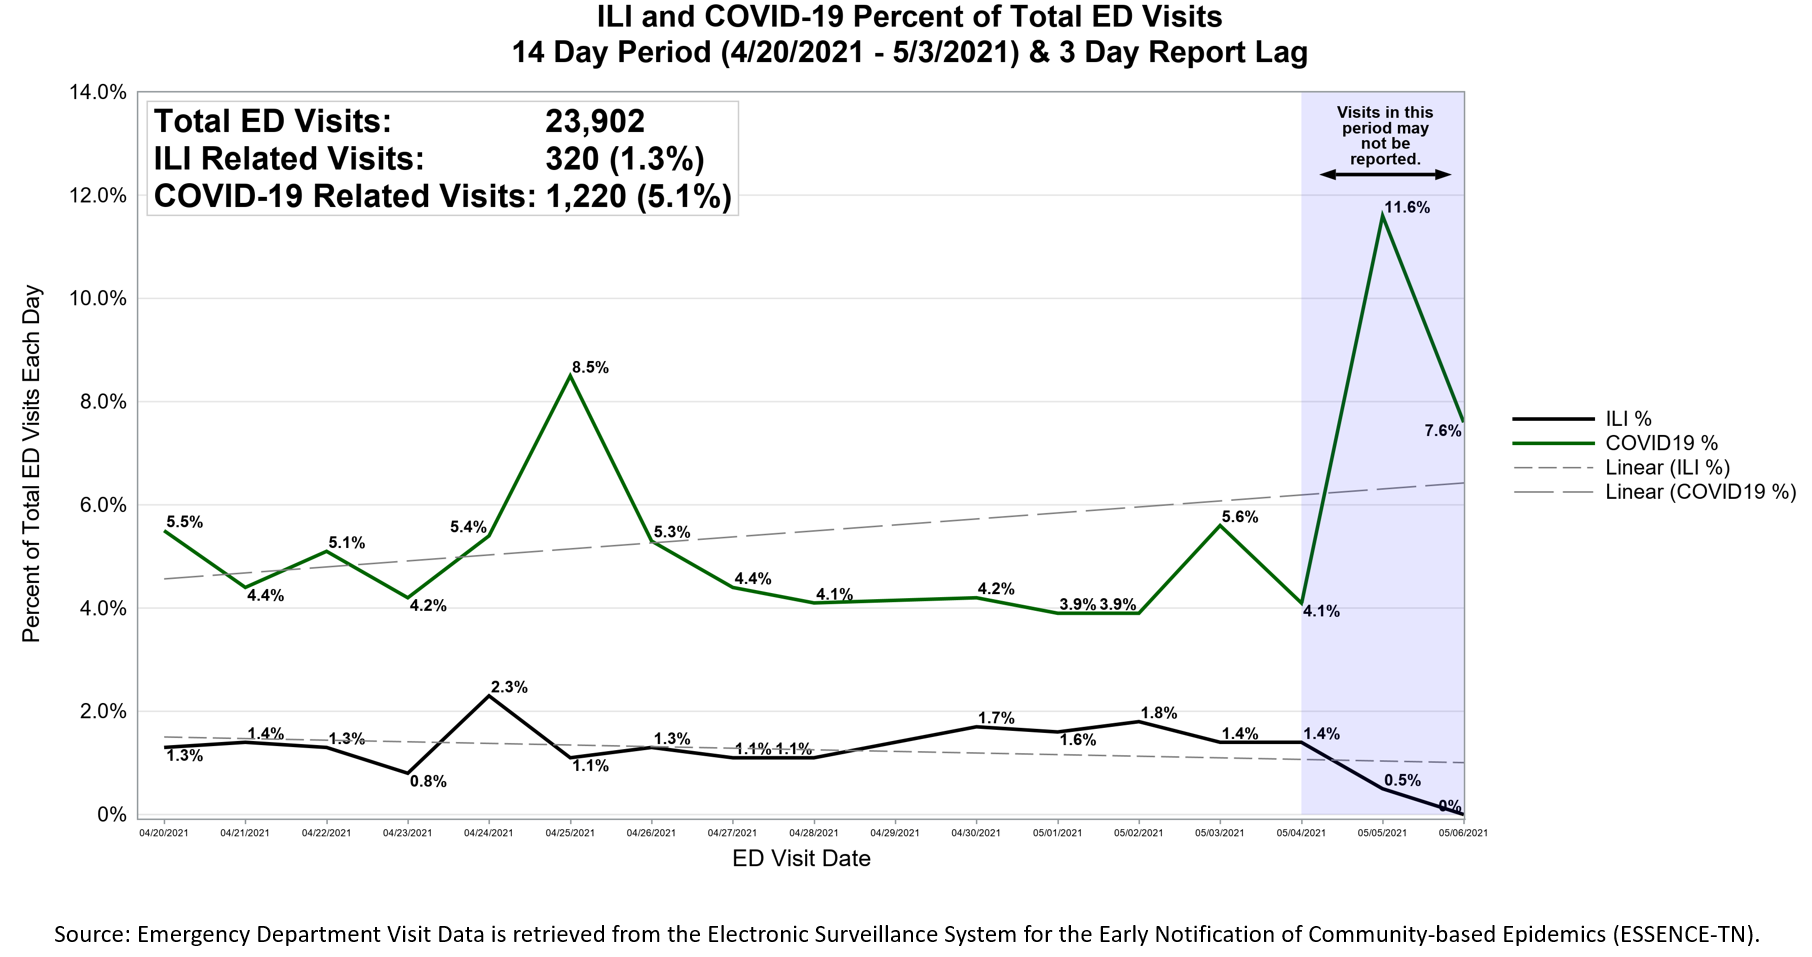 ILI and COVID-19 Percent of Total ED Visits
14 Day Period (4/20/2021 - 5/3/2021) & 3 Day Report Lag
Percent of Total ED Visits Each Day
14.0%
12.0%
10.0%
8.0%
6.0%
4.0%
2.0%
0%
Total ED Visits: 23,902
ILI Related Visits: 320 (1.3%)
COVID-19 Related Visits: 1,220 (5.1%)
Visits in this
period may
not be
reported.
5.5%
4.4%
5.1%
4.2%
5.4%
8.5%
5.3%
4.4%
4.1%
4.2%
3.9%
3.9%
5.6%
4.1%
11.6%
7.6%
1.3%
1.4%
1.3%
0.8%
2.3%
1.1%
1.3%
1.1%
1.1%
1.7%
1.6%
1.8%
1.4%
1.4%
0.5%
0%
04/20/2021 04/21/2021 04/22/2021 04/23/2021 04/24/2021 04/25/2021 04/26/2021 04/27/2021 04/28/2021 04/29/2021 04/30/2021 05/01/2021 05/02/2021 05/03/2021 05/04/2021 05/05/2021 05/06/2021
ED Visit Date
ILI %
COVID19 %
Linear (ILI %)
Linear (COVID19 %)
Source: Emergency Department Visit Data is retrieved from the Electronic Surveillance System for the Early Notification of Community-based Epidemics (ESSENCE-TN).